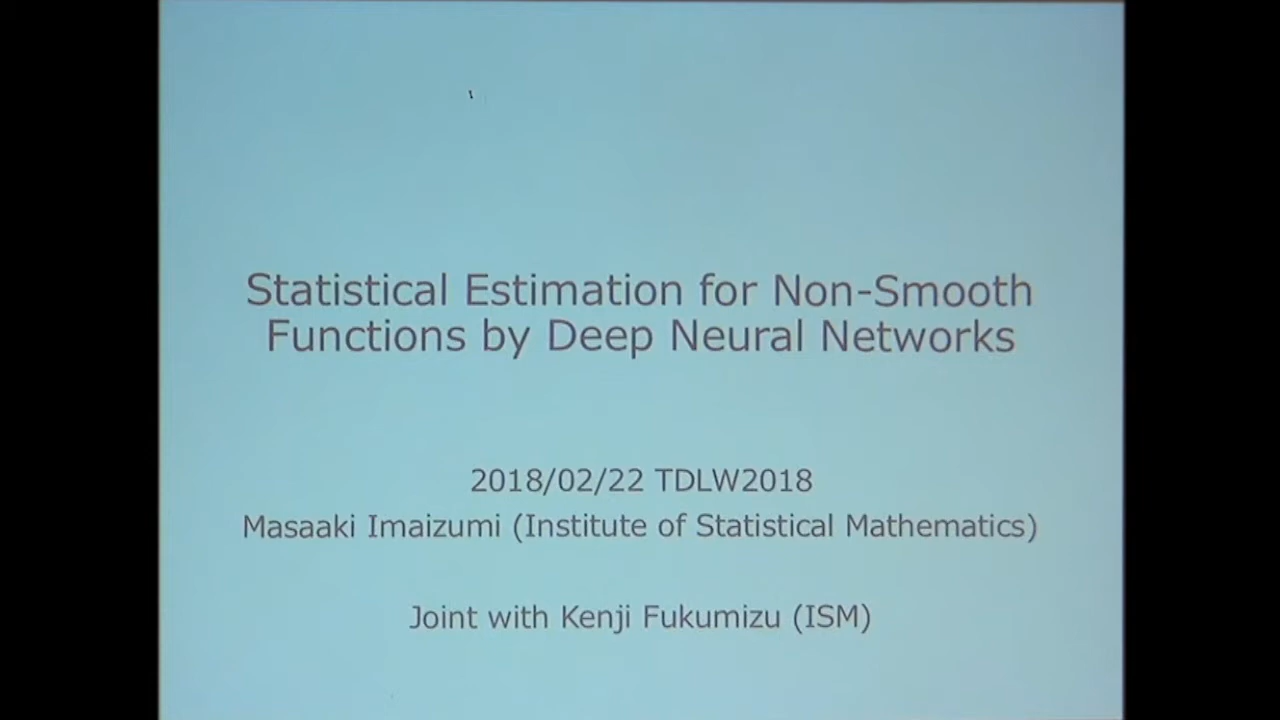 Statistical Estimation for Non-Smooth
Functions by Deep Neural Networks
2018/02/22 TDLW2018
Masaaki Imaizumi (Institute of Statistical Mathematics)
Joint with Kenji Fukumizu (ISM)